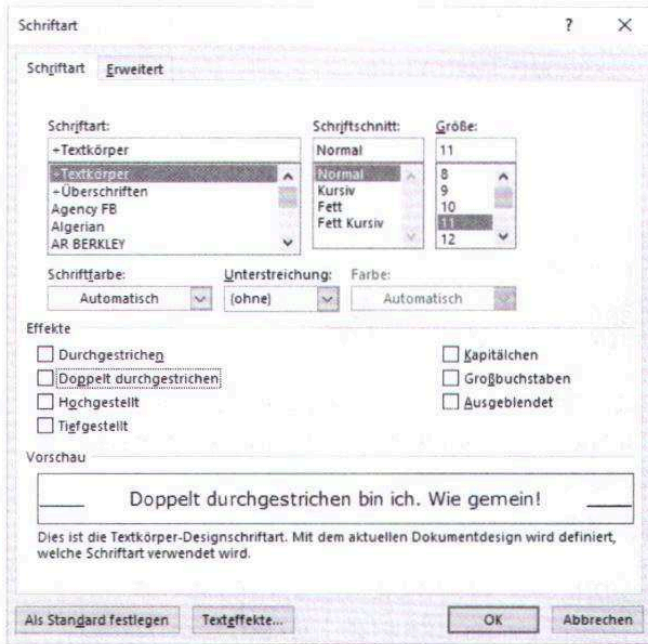 Schriftart ?
Schriftart Erweitert
Schriftart: Schriftschnitt: Größe:
+Textkörper Normal 11
+Textkörper Normal 8
+Überschriften Kursiv 9
Agency FB Fett 10
Algerian Fett Kursiv 11
AR BERKLEY 12
Schriftfarbe: Unterstreichung: Farbe:
Automatisch (ohne) Automatisch
Effekte
Durchgestrichen Kapitälchen
Doppelt durchgestrichen Großbuchstaben
Hochgestellt Ausgeblendet
Tiefgestellt
Vorschau
Doppelt durchgestrichen bin ich. Wie gemein!
Dies ist die Textkörper-Designschriftart. Mit dem aktuellen Dokumentdesign wird definiert,
welche Schriftart verwendet wird.
Als Standard festlegen Texteffekte... OK Abbrechen